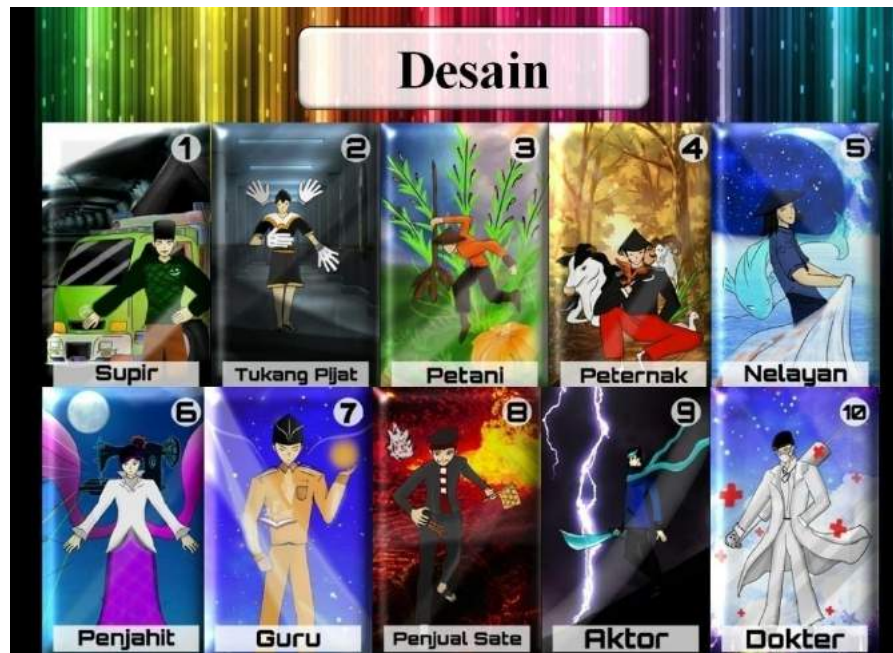 Desain
1
Supir
2
Tukang Pijat
3
Petani
4
Peternak
5
Nelayan
6
Penjahit
7
Guru
8
Penjual Sate
9
Aktor
10
Dokter